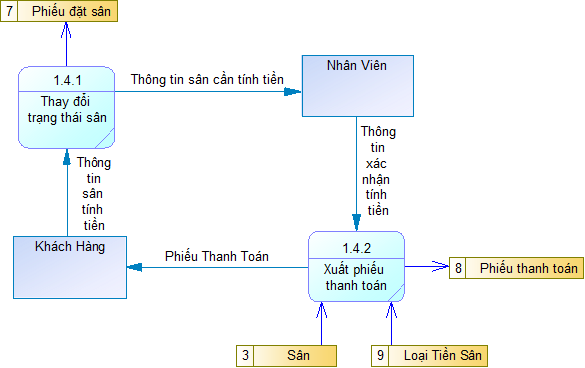 7 Phiếu đặt sân
1.4.1
Thay đổi
trạng thái sân
Thông tin sân cần tính tiền
Nhân Viên
Thông
tin
sân
tính
tiền
Thông
tin
xác
nhận
tính
tiền
Khách Hàng
Phiếu Thanh Toán
1.4.2
Xuất phiếu
thanh toán
8 Phiếu thanh toán
3 Sân
9 Loại Tiền Sân